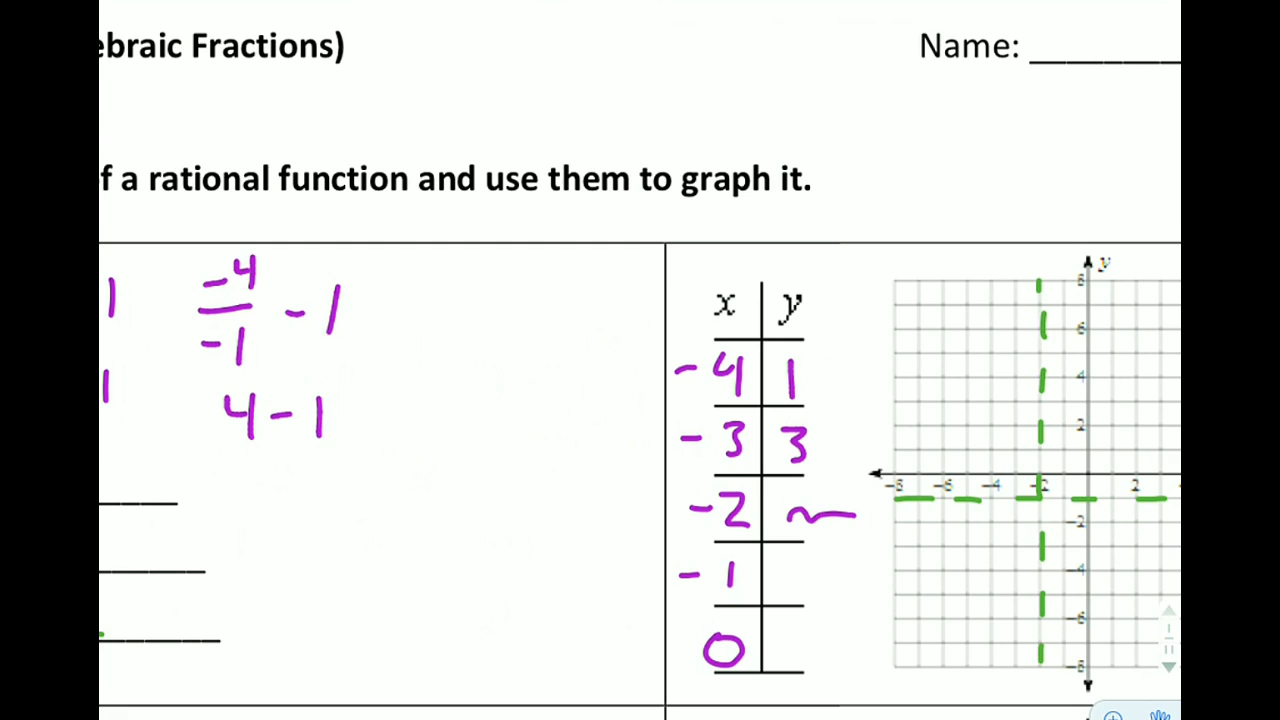 ebraic Fractions)
Name: ________
f a rational function and use them to graph it.
1
-4
-1
- 1
1
4 - 1
x y
-4 1
-3 3
-2 ~
-1
0
y
8
6
4
2
-8 -6 -4 -2 2
-2
-4
-6
-8